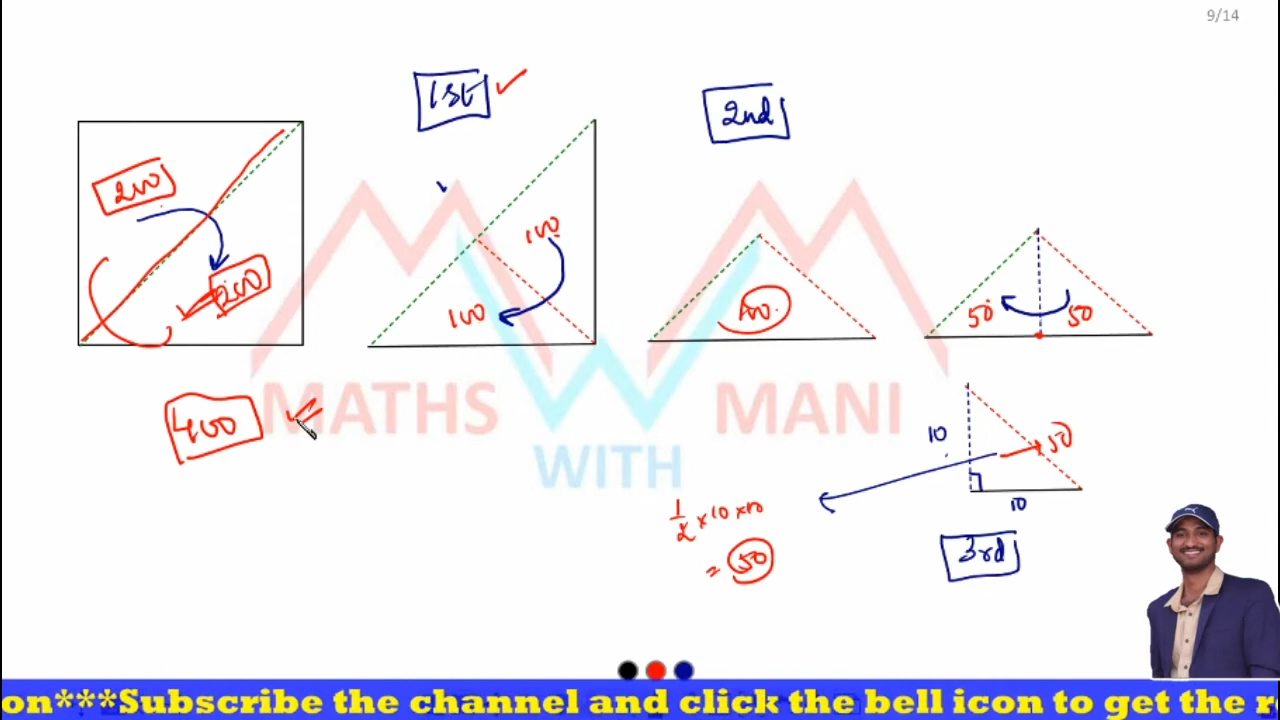 9/14
1st
2nd
200
200
100
100
100
50
50
400
MATHS
WITH
MANI
10
50
10
1/2 × 10 × 10
= 50
3rd
on***Subscribe the channel and click the bell icon to get the r